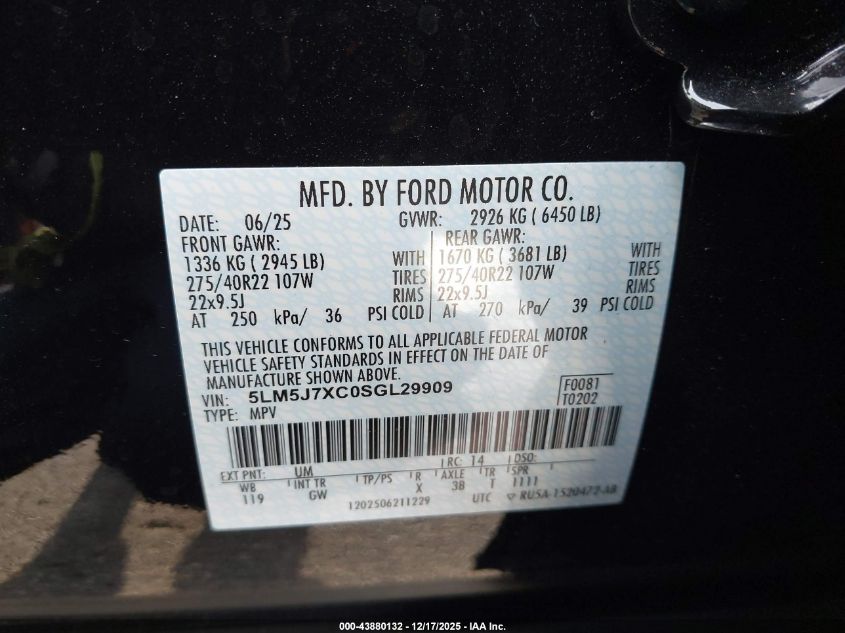 MFD. BY FORD MOTOR CO.
DATE: 06/25 GVWR: 2926 KG ( 6450 LB)
FRONT GAWR: REAR GAWR:
1336 KG ( 2945 LB) WITH 1670 KG ( 3681 LB) WITH
275/40R22 107W TIRES 275/40R22 107W TIRES
22x9.5J RIMS 22x9.5J RIMS
AT 250 kPa/ 36 PSI COLD AT 270 kPa/ 39 PSI COLD
THIS VEHICLE CONFORMS TO ALL APPLICABLE FEDERAL MOTOR
VEHICLE SAFETY STANDARDS IN EFFECT ON THE DATE OF
MANUFACTURE SHOWN ABOVE.
VIN: 5LM5J7XC0SGL29909 F0081
TYPE: MPV T0202
EXT PNT: UM RC: 14 DSO:
WB INT TR TP/PS R AXLE TR SPR
119 GW X 3B T 1111
1202506211229 UTC ▽ RU5A-1520472-AB
000-43880132 - 12/17/2025 - IAA Inc.